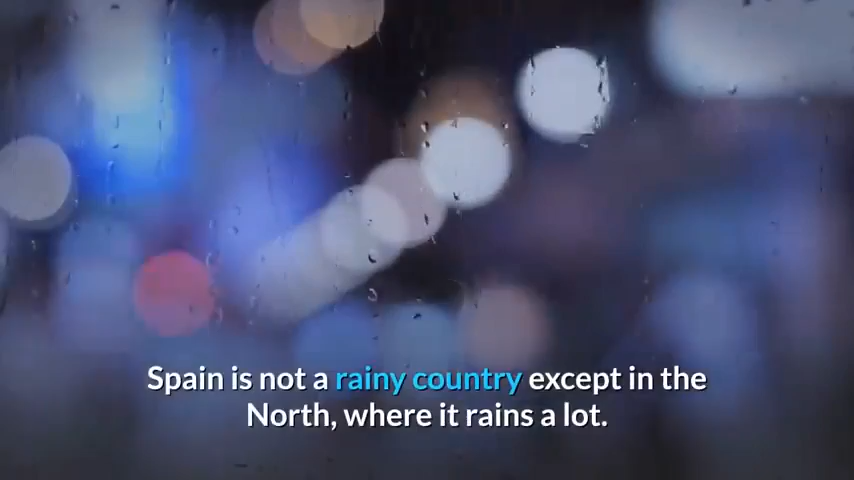 Spain is not a rainy country except in the
North, where it rains a lot.